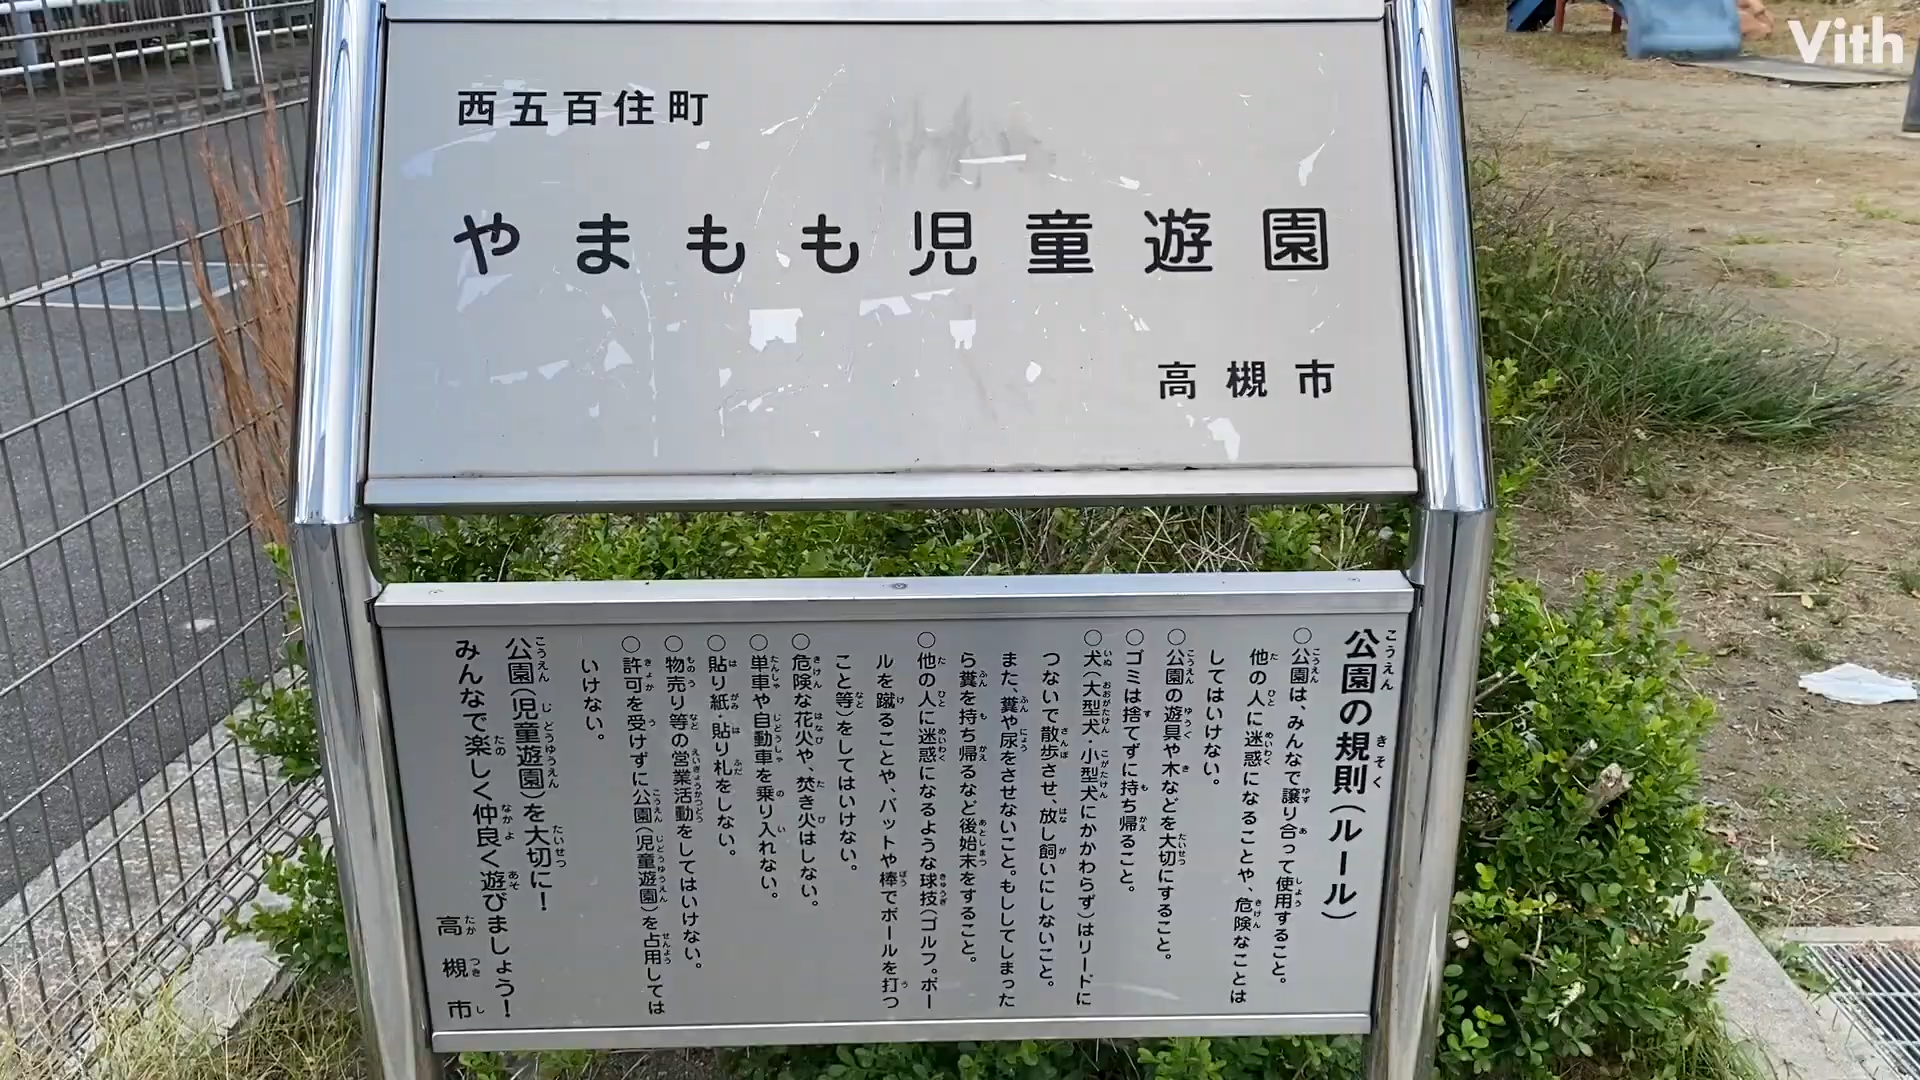 Vith
西五百住町
やまもも児童遊園
高槻市
公園の規則(ルール)
○公園は、みんなで譲り合って使用すること。
他の人に迷惑になることや、危険なことは
してはいけない。
○公園の遊具や木などを大切にすること。
○ゴミは捨てずに持ち帰ること。
○犬(大型犬・小型犬にかかわらず)はリードに
つないで散歩させ、放し飼いにしないこと。
また、糞や尿をさせないこと。もししてしまった
ら糞を持ち帰るなど後始末をすること。
○他の人に迷惑になるような球技(ゴルフ。ボー
ルを蹴ることや、バットや棒でボールを打つ
こと等)をしてはいけない。
○危険な花火や、焚き火はしない。
○単車や自動車を乗り入れない。
○貼り紙・貼り札をしない。
○物売り等の営業活動をしてはいけない。
○許可を受けずに公園(児童遊園)を占用しては
いけない。
公園(児童遊園)を大切に!
みんなで楽しく仲良く遊びましょう!
高槻市